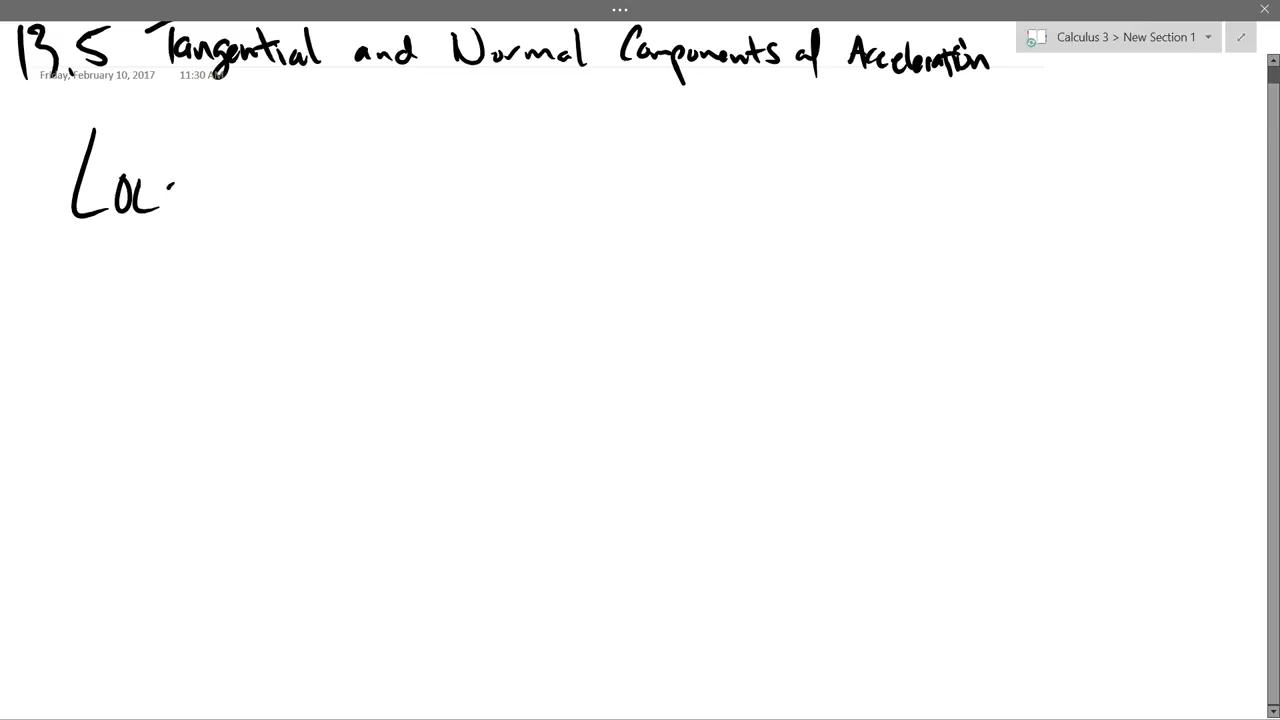 13.5 Tangential and Normal Components of Acceleration
Calculus 3 > New Section 1
Friday, February 10, 2017 11:30 AM